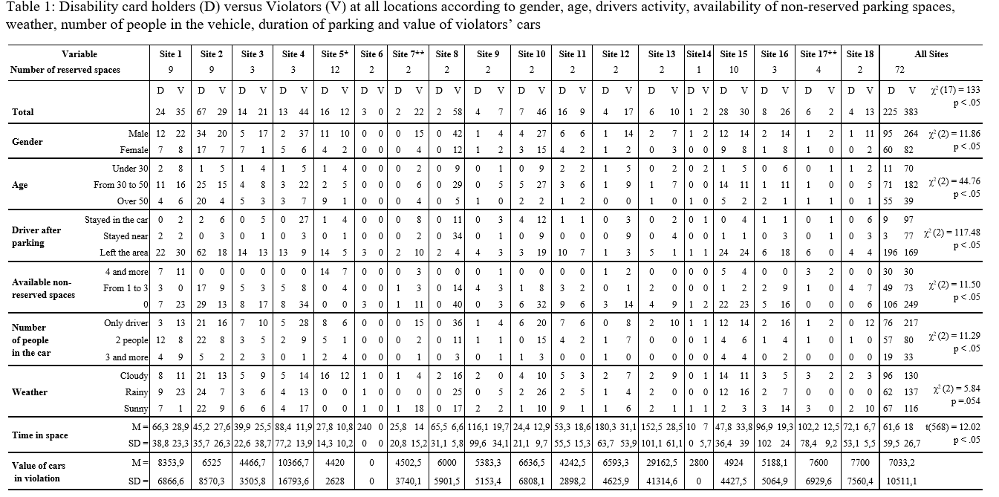 Table 1: Disability card holders (D) versus Violators (V) at all locations according to gender, age, drivers activity, availability of non-reserved parking spaces,
weather, number of people in the vehicle, duration of parking and value of violators’ cars
Variable Site 1 Site 2 Site 3 Site 4 Site 5* Site 6 Site 7** Site 8 Site 9 Site 10 Site 11 Site 12 Site 13 Site14 Site 15 Site 16 Site 17** Site 18 All Sites
Number of reserved spaces 9 9 3 3 12 2 2 2 2 2 2 2 2 1 10 3 4 2 72
D V D V D V D V D V D V D V D V D V D V D V D V D V D V D V D V D V D V D V χ²(17) = 133
Total 24 35 67 29 14 21 13 44 16 12 3 0 2 22 2 58 4 7 7 46 16 9 4 17 6 10 1 2 28 30 8 26 6 2 4 13 225 383 p < .05
Gender Male 12 22 34 20 5 17 2 37 11 10 0 0 0 15 0 42 1 4 4 27 6 6 1 14 2 7 1 2 12 14 2 14 1 2 1 11 95 264 χ²(2) = 11.86
Female 7 8 17 7 7 1 5 6 4 2 0 0 0 4 0 12 1 2 3 15 4 2 1 2 0 3 0 0 9 8 1 8 1 0 0 2 60 82 p < .05
Under 30 2 8 1 5 1 4 1 5 1 4 0 0 0 2 0 9 0 1 0 9 2 2 1 5 0 2 0 2 1 5 0 6 0 1 1 2 11 70
Age From 30 to 50 11 16 25 15 4 8 3 22 2 5 0 0 0 6 0 29 0 5 5 27 3 6 1 9 1 7 0 0 14 11 1 11 1 0 0 5 71 182 χ²(2) = 44.76
Over 50 4 6 20 4 5 3 3 7 9 1 0 0 0 4 0 5 1 0 2 2 1 2 0 0 1 0 1 0 5 2 2 1 1 1 0 1 55 39 p < .05
Driver after parking Stayed in the car 0 2 2 6 0 5 0 27 1 4 0 0 0 8 0 11 0 3 4 12 1 1 0 3 0 2 0 1 0 4 1 1 0 1 0 6 9 97
Stayed near 2 2 0 3 0 1 0 3 0 1 0 0 0 2 0 34 0 1 0 9 0 0 0 9 0 4 0 0 1 1 0 3 0 1 0 3 3 77 χ²(2) = 117.48
Left the area 22 30 62 18 14 13 13 9 14 5 3 0 2 10 2 4 4 3 3 19 10 7 1 3 5 1 1 1 24 24 6 18 6 0 4 4 196 169 p < .05
Available non-reserved spaces 4 and more 7 11 0 0 0 0 0 0 14 7 0 0 0 3 0 0 0 1 0 0 0 0 1 2 0 0 0 0 5 4 0 0 3 2 0 0 30 30
From 1 to 3 3 0 17 9 5 3 5 8 0 4 0 0 1 3 0 14 4 3 1 8 3 2 0 1 2 0 0 0 1 2 2 9 1 0 4 7 49 73 χ²(2) = 11.50
0 7 23 29 13 8 17 8 34 0 0 3 0 1 11 0 40 0 3 6 32 9 6 3 14 4 9 1 2 22 23 5 16 0 0 0 6 106 249 p < .05
Number of people in the car Only driver 3 13 21 16 7 10 5 28 8 6 0 0 0 15 0 36 1 4 6 20 7 6 0 8 2 10 1 1 12 14 2 16 1 2 0 12 76 217
2 people 12 8 22 8 3 5 2 9 5 1 0 0 0 2 0 11 1 1 0 15 4 2 1 7 0 0 0 1 4 6 1 4 1 0 1 0 57 80 χ²(2) = 11.29
3 and more 4 9 5 2 2 3 0 1 2 4 0 0 0 1 0 3 0 1 1 3 0 0 1 0 0 0 0 0 4 4 0 2 0 0 0 0 19 33 p < .05
Cloudy 8 11 21 13 5 9 5 14 16 12 1 0 1 4 2 16 2 0 4 10 5 3 2 7 2 9 0 1 14 11 3 5 3 2 2 3 96 130
Weather Rainy 9 23 24 7 3 6 4 13 0 0 1 0 0 0 0 25 0 5 2 26 2 5 1 4 2 0 0 0 12 16 2 7 0 0 0 0 62 137 χ²(2) = 5.84
Sunny 7 1 22 9 6 6 4 17 0 0 1 0 1 18 0 17 2 2 1 10 9 1 1 6 2 1 1 1 2 3 3 14 3 0 2 10 67 116 p =.054
Time in space M = 66,3 28,9 45,2 27,6 39,9 25,5 88,4 11,9 27,8 10,8 240 0 25,8 14 65,5 6,6 116,1 19,7 24,4 12,9 53,3 18,6 180,3 31,1 152,5 28,5 10 7 47,8 33,8 96,9 19,3 102,2 12,5 72,1 6,7 61,6 18 t(568) = 12.02
SD = 38,8 23,3 35,7 26,3 22,6 38,7 77,2 13,9 14,3 10,2 0 0 20,8 15,2 31,1 5,8 99,6 34,1 21,1 9,7 55,5 15,3 63,7 53,9 101,1 61,1 0 5,7 36,4 39 102 24 78,4 9,2 53,1 5,5 59,5 26,7 p < .05
Value of cars in violation M = 8353,9 6525 4466,7 10366,7 4420 0 4502,5 6000 5383,3 6636,5 4242,5 6593,3 29162,5 2800 4924 5188,1 7600 7700 7033,2
SD = 6866,6 8570,3 3505,8 16793,6 2628 0 3740,1 5901,5 5153,4 6808,1 2898,2 4625,9 41314,6 0 4427,5 5064,9 6929,6 7560,4 10511,1